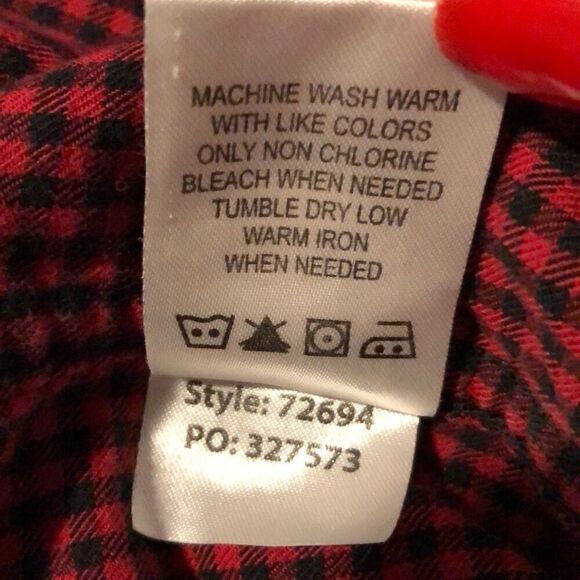 MACHINE WASH WARM
WITH LIKE COLORS
ONLY NON CHLORINE
BLEACH WHEN NEEDED
TUMBLE DRY LOW
WARM IRON
WHEN NEEDED
Style: 72694
PO: 327573